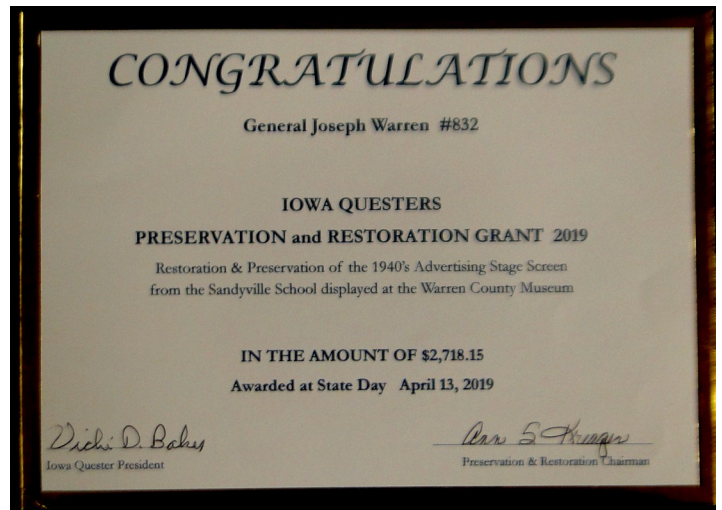 CONGRATULATIONS
General Joseph Warren #832
IOWA QUESTERS
PRESERVATION and RESTORATION GRANT 2019
Restoration & Preservation of the 1940's Advertising Stage Screen
from the Sandyville School displayed at the Warren County Museum
IN THE AMOUNT OF $2,718.15
Awarded at State Day April 13, 2019
Vicki D.
Ann S.
Iowa Quester President
Preservation & Restoration Chairman